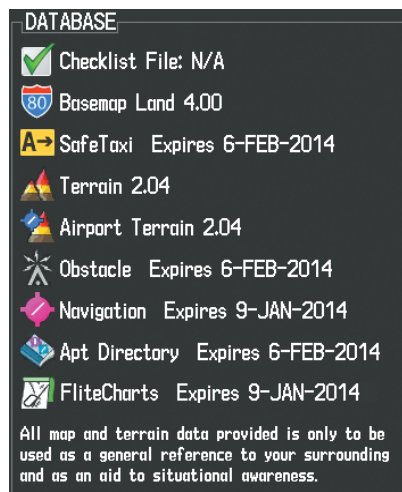 DATABASE
Checklist File: N/A
80 Basemap Land 4.00
A→ SafeTaxi Expires 6-FEB-2014
Terrain 2.04
Airport Terrain 2.04
Obstacle Expires 6-FEB-2014
Navigation Expires 9-JAN-2014
Apt Directory Expires 6-FEB-2014
FliteCharts Expires 9-JAN-2014
All map and terrain data provided is only to be
used as a general reference to your surrounding
and as an aid to situational awareness.